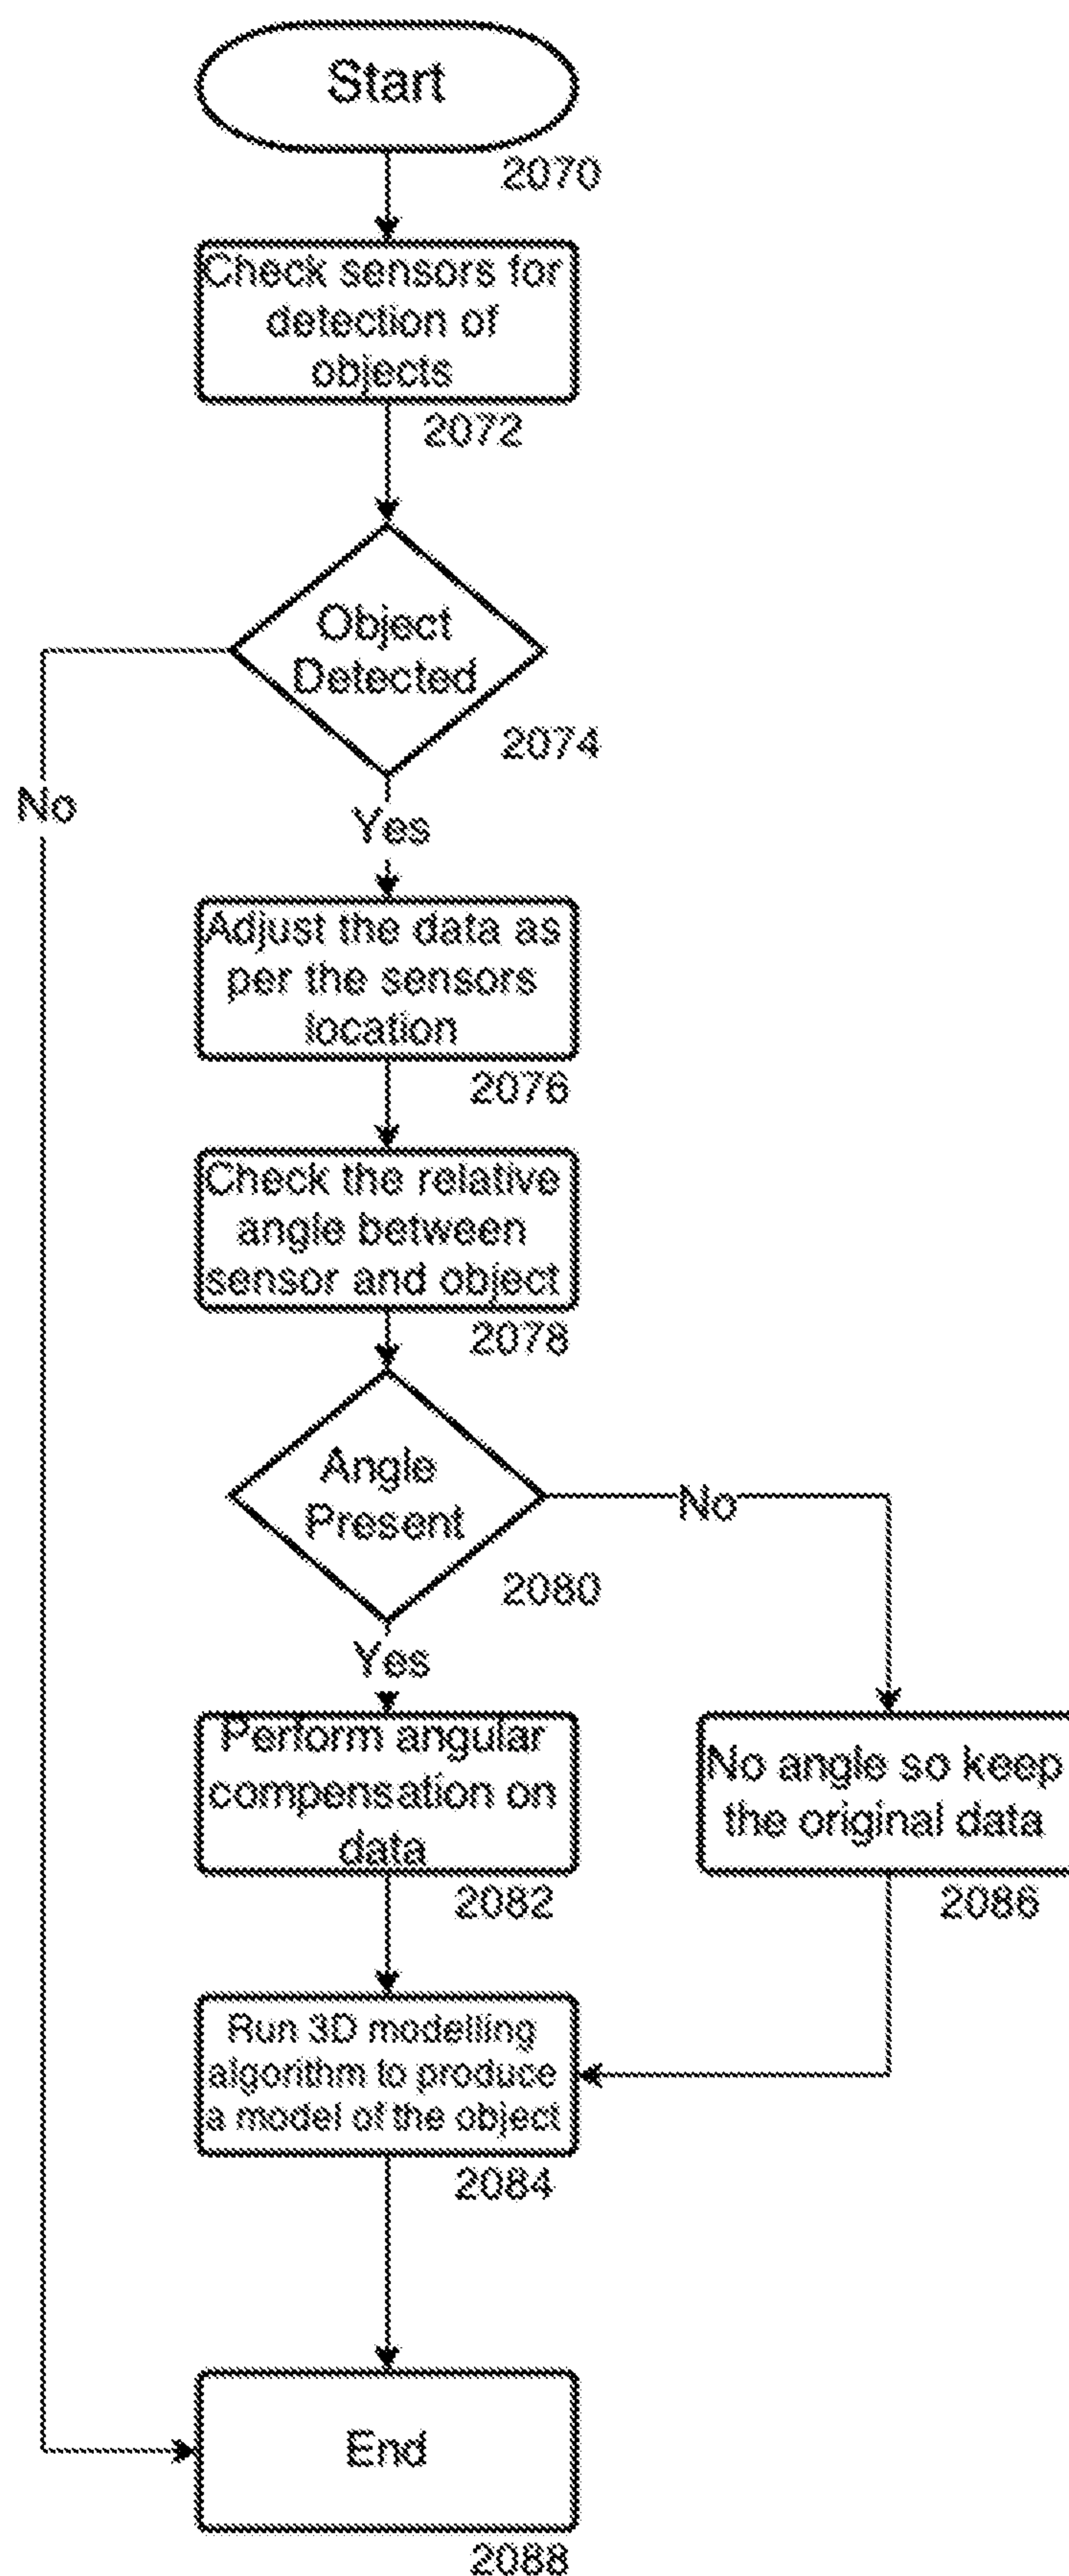 Start
2070
Check sensors for
detection of
objects
2072
Object
Detected
2074
No
Yes
Adjust the data as
per the sensors
location
2076
Check the relative
angle between
sensor and object
2078
Angle
Present
No
2080
Yes
Perform angular
compensation on
data
2082
No angle so keep
the original data
2086
Run 3D modelling
algorithm to produce
a model of the object
2084
End
2088